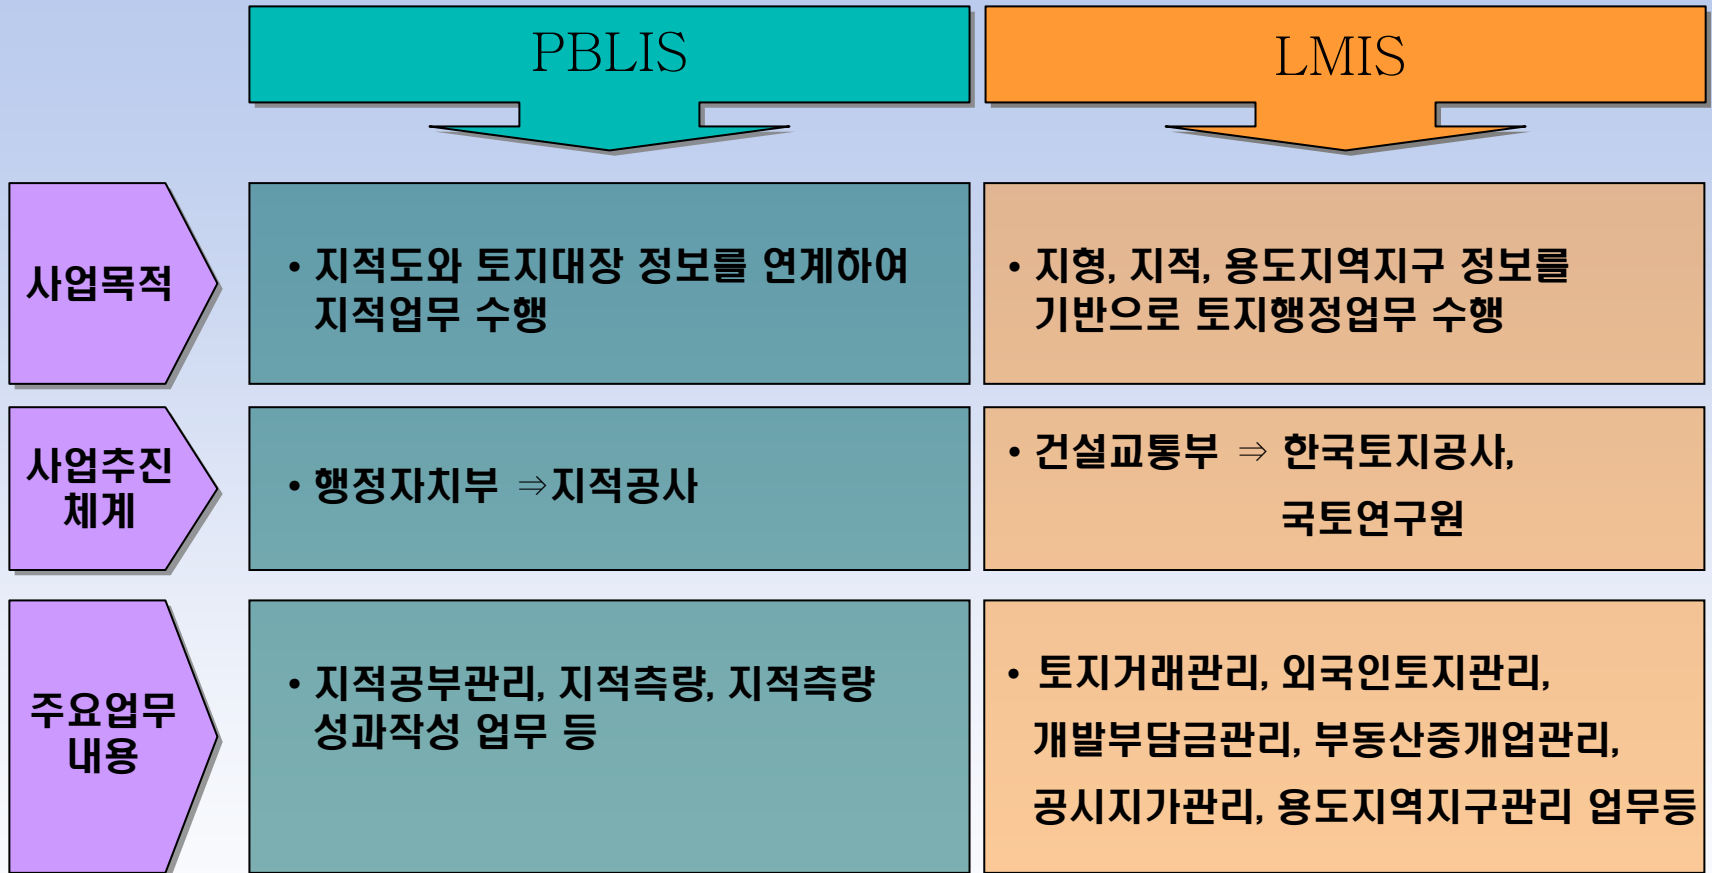 PBLIS
LMIS
사업목적
• 지적도와 토지대장 정보를 연계하여
지적업무 수행
• 지형, 지적, 용도지역지구 정보를
기반으로 토지행정업무 수행
사업추진
체계
• 행정자치부 ⇒지적공사
• 건설교통부 ⇒ 한국토지공사,
국토연구원
주요업무
내용
• 지적공부관리, 지적측량, 지적측량
성과작성 업무 등
• 토지거래관리, 외국인토지관리,
개발부담금관리, 부동산중개업관리,
공시지가관리, 용도지역지구관리 업무등